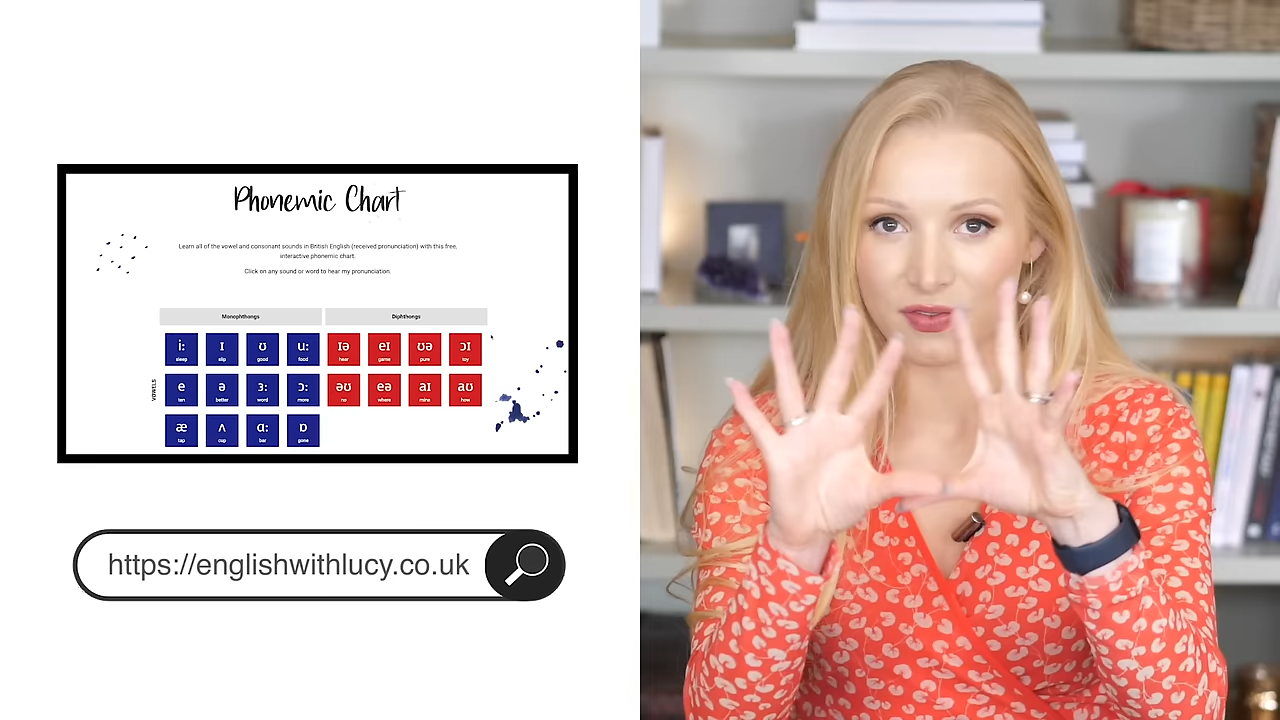 Phonemic Chart
Learn all of the vowel and consonant sounds in British English (received pronunciation) with this free,
interactive phonemic chart.
Click on any sound or word to hear my pronunciation.
Monophthongs Diphthongs
iː ɪ ʊ uː ɪə eɪ ʊə ɔɪ
sleep slip good food hear game pure toy
VOWELS
e ə ɜː ɔː əʊ eə aɪ aʊ
ten better word more no where mine how
æ ʌ ɑː ɒ
tap cup bar gone
https://englishwithlucy.co.uk